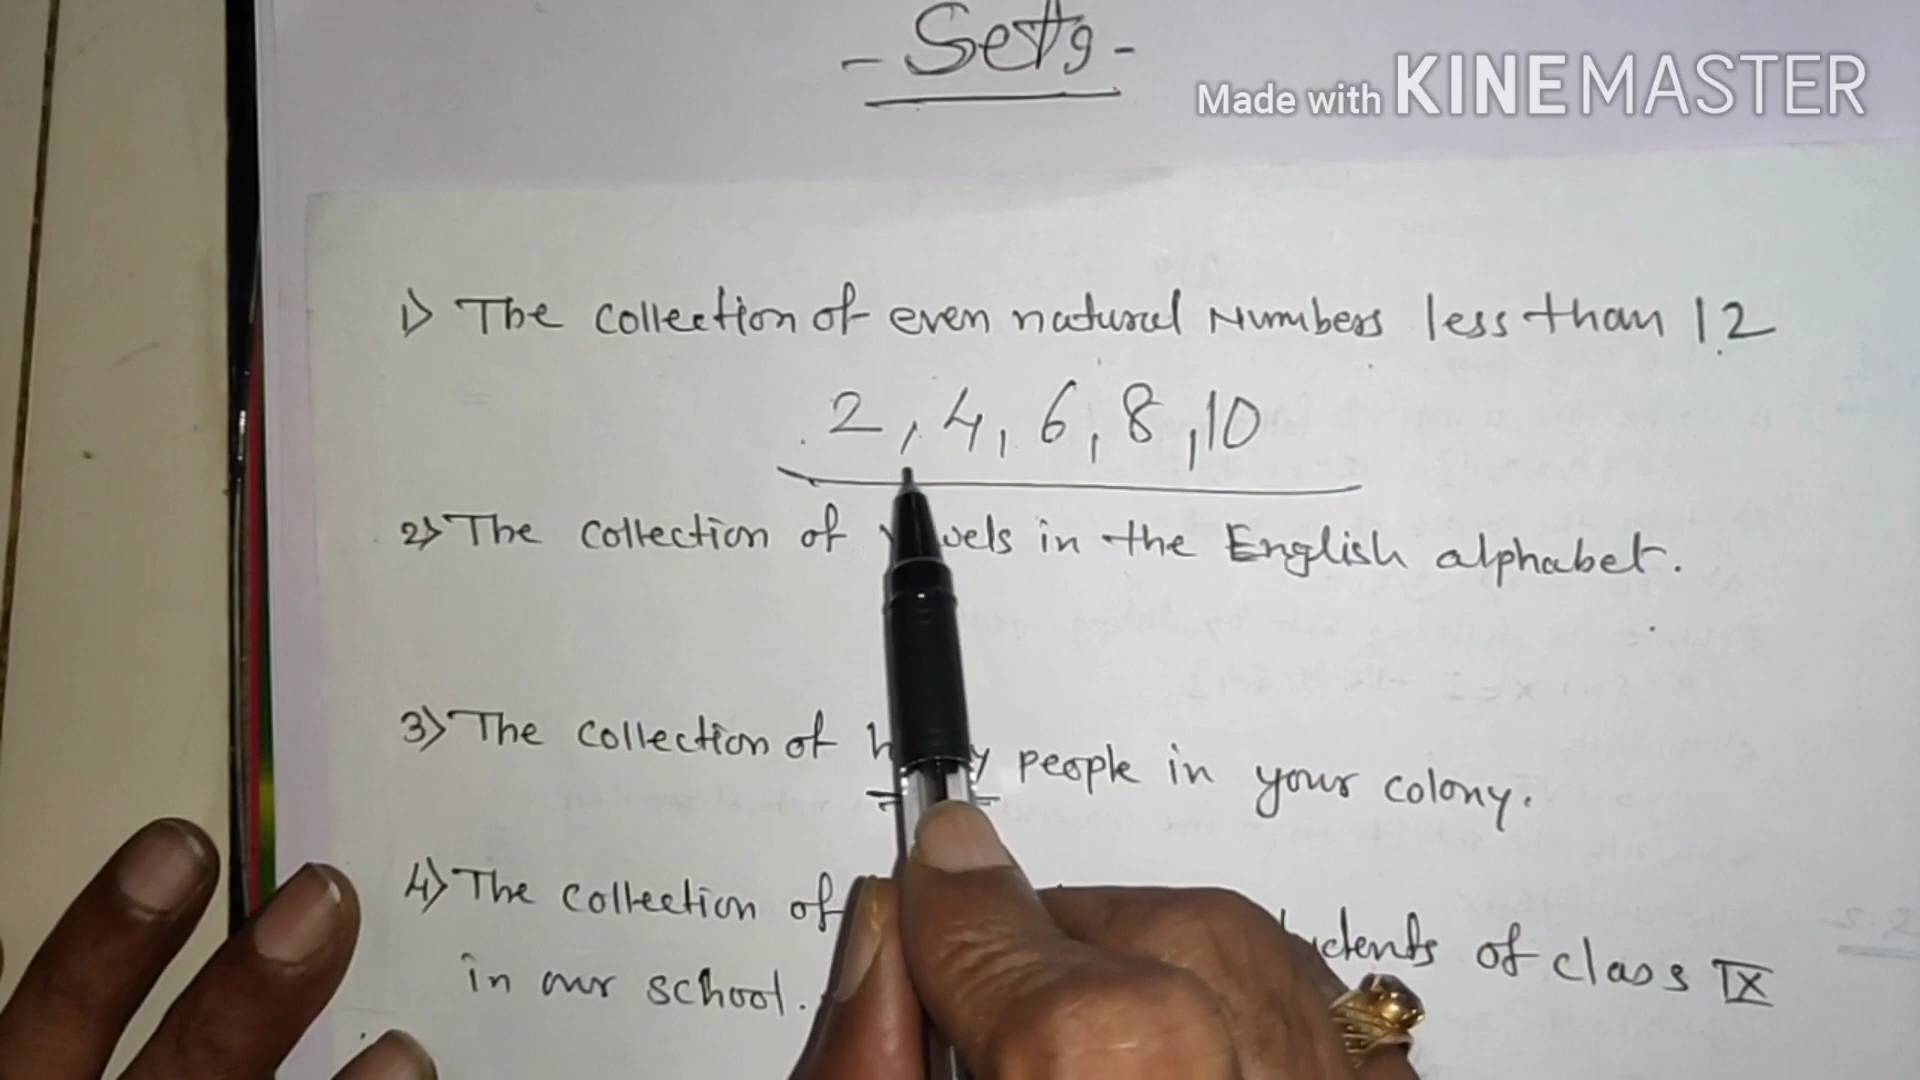 - Sets -
Made with KINEMASTER
1) The collection of even natural Numbers less than 12
2, 4, 6, 8, 10
2) The collection of in the English alphabet.
3) The collection of people in your colony.
4) The collection of of class IX
in our school.